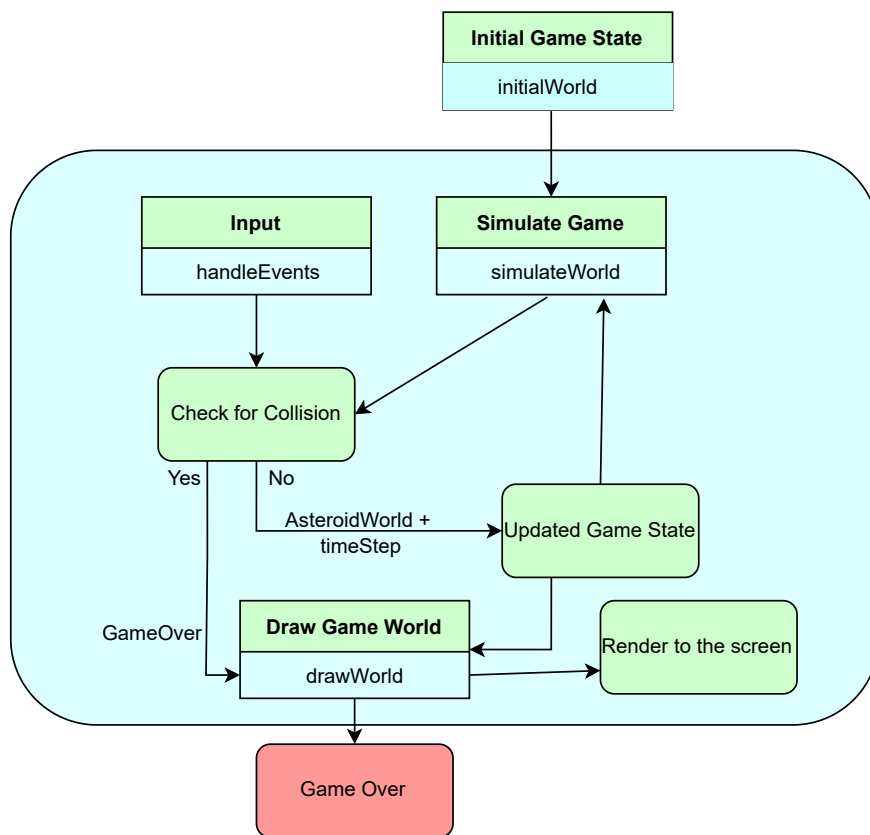 Initial Game State
initialWorld
Input
handleEvents
Simulate Game
simulateWorld
Check for Collision
Yes
No
AsteroidWorld +
timeStep
Updated Game State
GameOver
Draw Game World
drawWorld
Render to the screen
Game Over